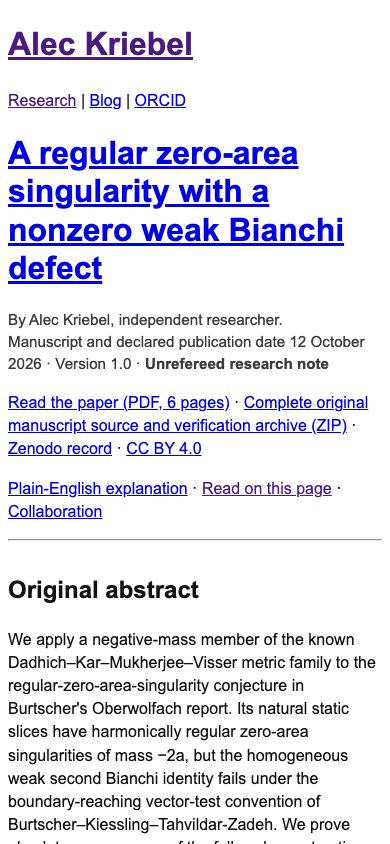 Alec Kriebel
Research | Blog | ORCID
A regular zero-area
singularity with a
nonzero weak Bianchi
defect
By Alec Kriebel, independent researcher.
Manuscript and declared publication date 12 October
2026 · Version 1.0 · Unrefereed research note
Read the paper (PDF, 6 pages) · Complete original
manuscript source and verification archive (ZIP) ·
Zenodo record · CC BY 4.0
Plain-English explanation · Read on this page ·
Collaboration
Original abstract
We apply a negative-mass member of the known
Dadhich–Kar–Mukherjee–Visser metric family to the
regular-zero-area-singularity conjecture in
Burtscher's Oberwolfach report. Its natural static
slices have harmonically regular zero-area
singularities of mass −2a, but the homogeneous
weak second Bianchi identity fails under the
boundary-reaching vector-test convention of
Burtscher–Kiessling–Tahvildar-Zadeh. We prove